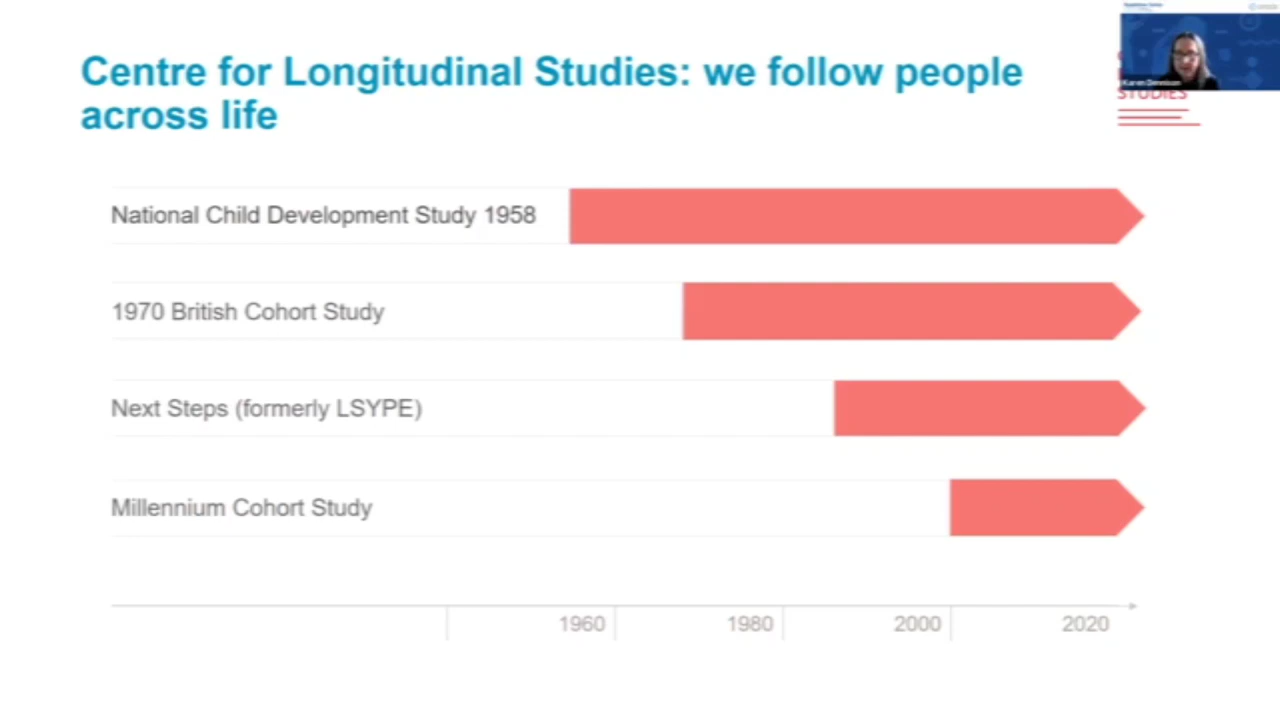 Centre for Longitudinal Studies: we follow people
across life
STUDIES
National Child Development Study 1958
1970 British Cohort Study
Next Steps (formerly LSYPE)
Millennium Cohort Study
1960 1980 2000 2020